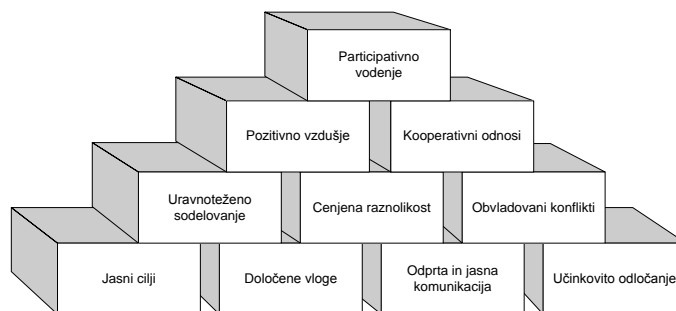 Participativno
vodenje
Pozitivno vzdušje
Kooperativni odnosi
Uravnoteženo
sodelovanje
Cenjena raznolikost
Obvladovani konflikti
Jasni cilji
Določene vloge
Odprta in jasna
komunikacija
Učinkovito odločanje